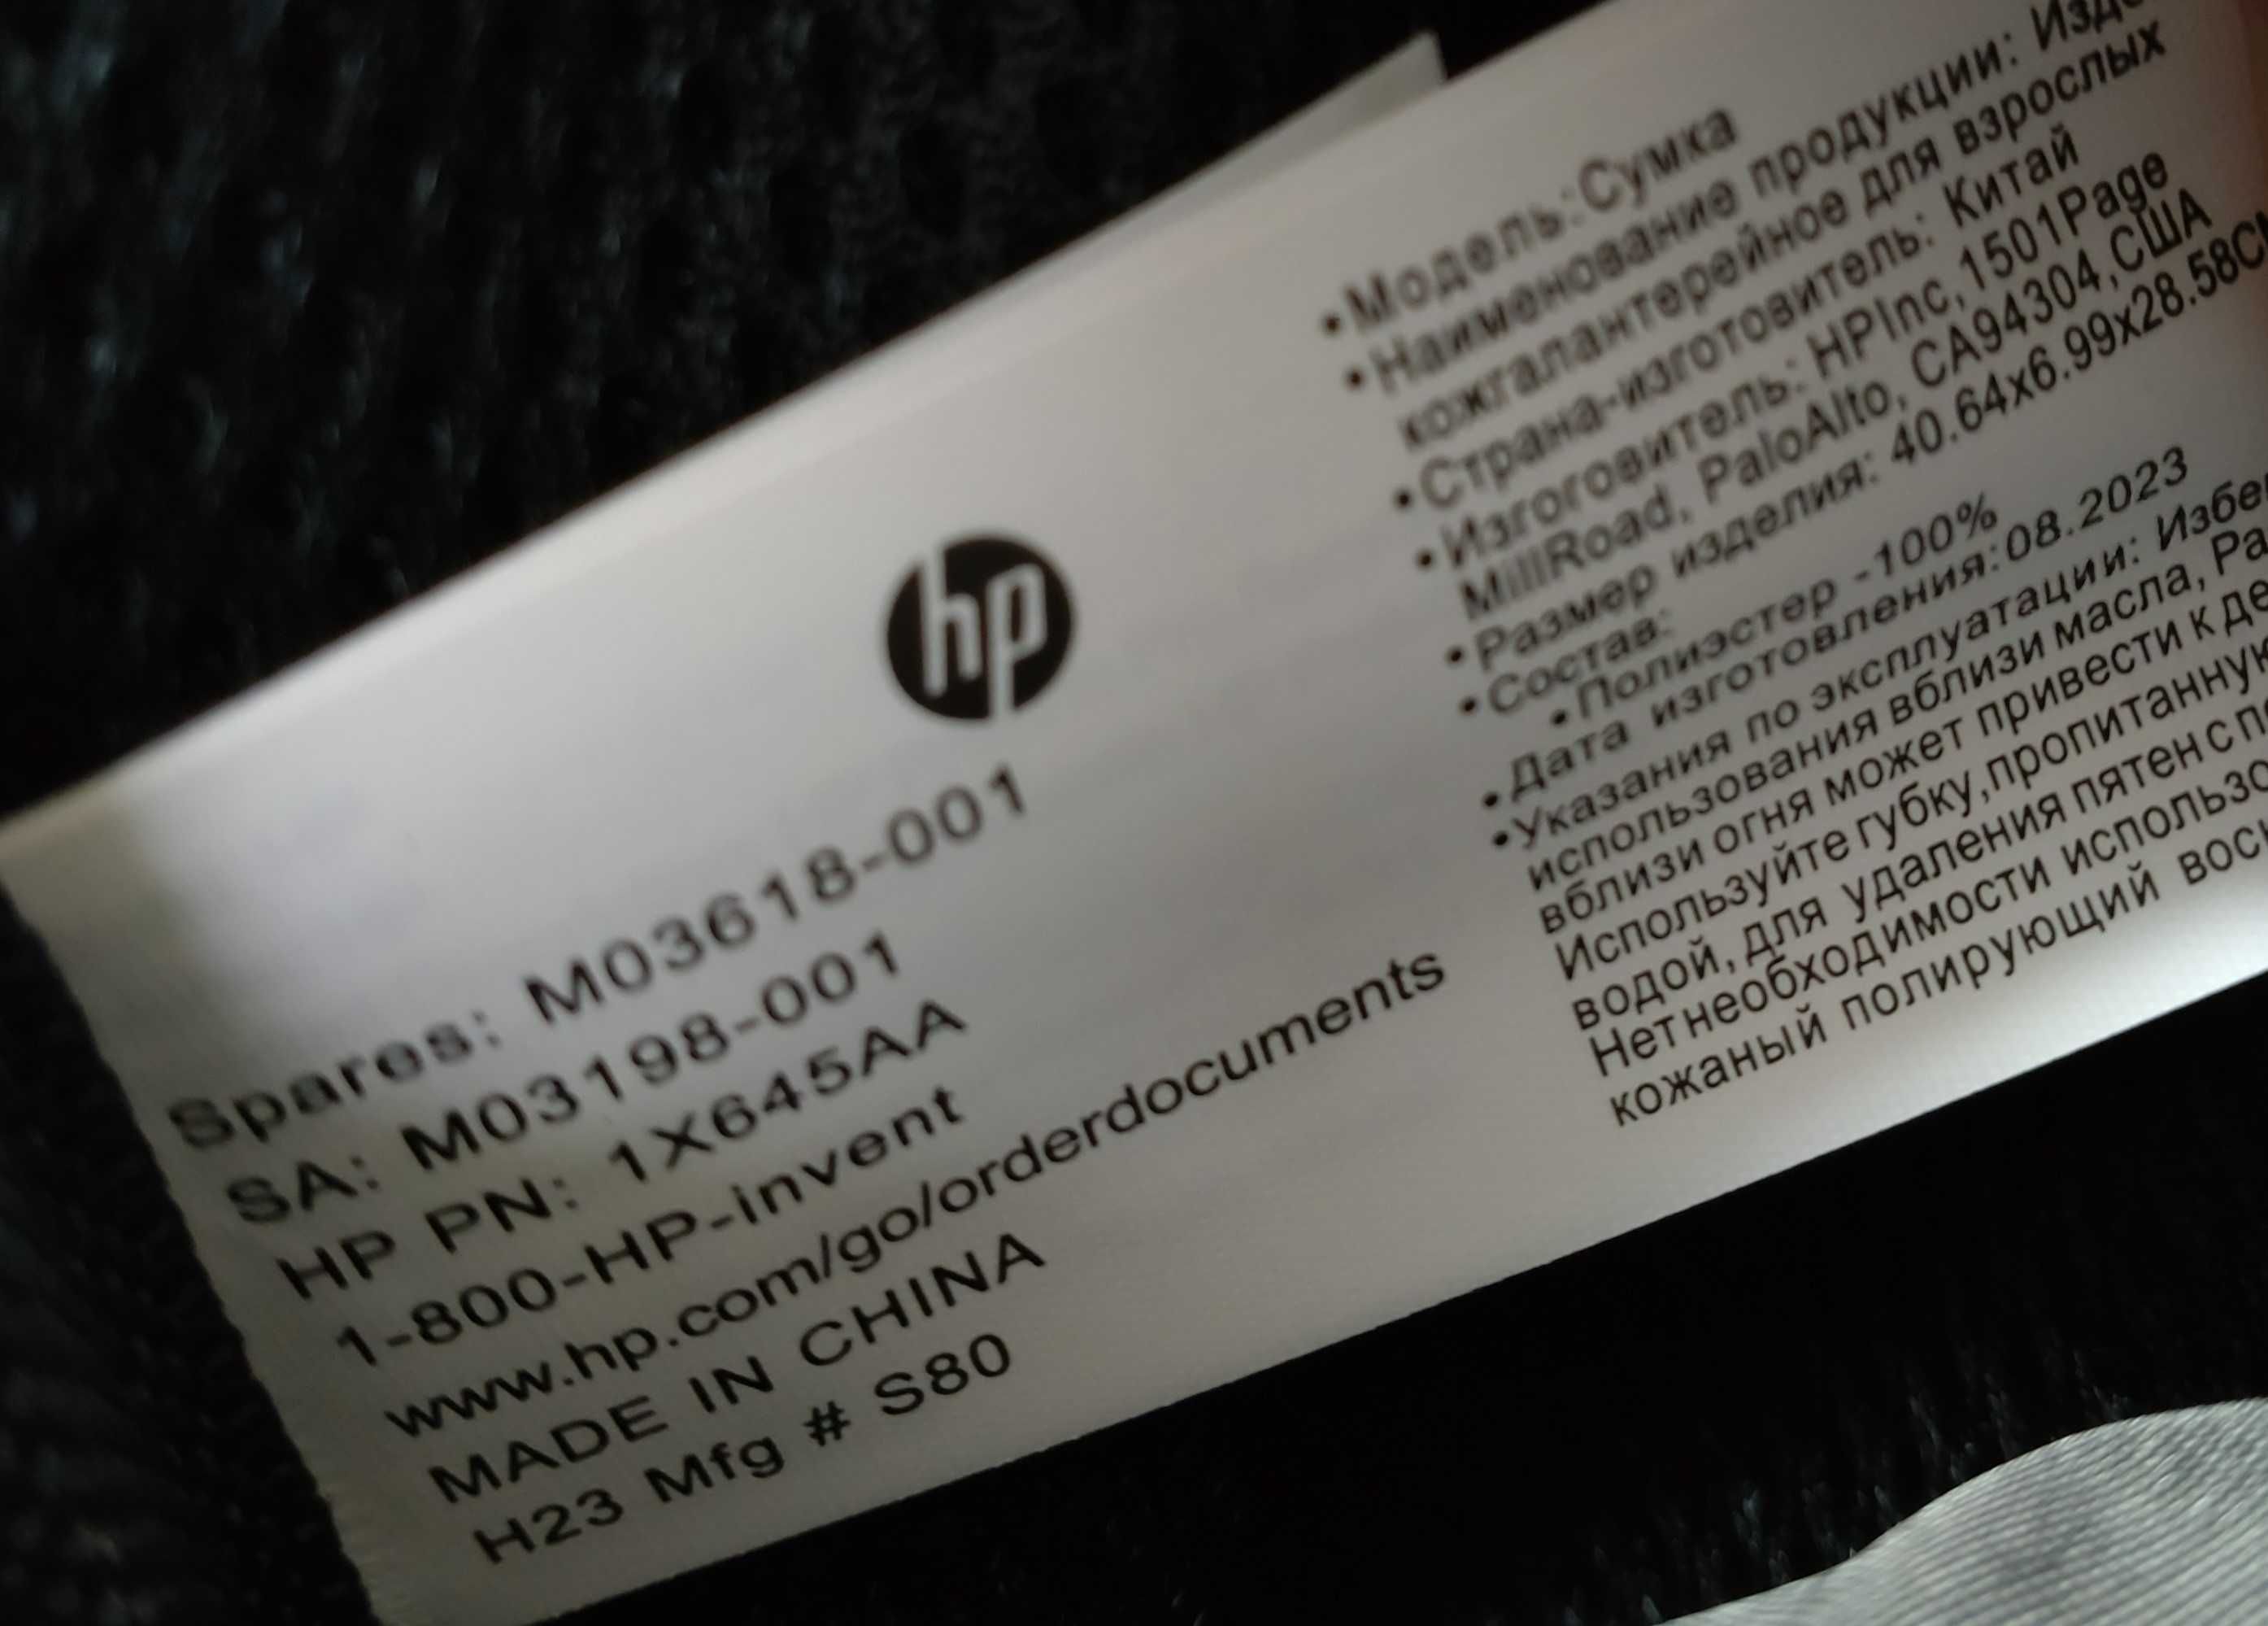 hp
Spares: M03618-001
SA: M03198-001
HP PN: 1X645AA
1-800-HP-invent
www.hp.com/go/orderdocuments
MADE IN CHINA
H23 Mfg # S80
•Модель:Сумка
•Наименование продукции:
кожгалантерейное для взрослых
•Страна-изготовитель: Китай
•Изготовитель: HPInc,1501Page
MillRoad, PaloAlto, CA94304,США
•Размер изделия: 40.64x6.99x28.58
•Состав:
•Полиэстер -100%
•Дата изготовления:08.2023
•Указания по эксплуатации:
использования вблизи масла,
вблизи огня может привести к
Используйте губку,
водой, для удаления пятен с
Нет необходимости
кожаный полирующий